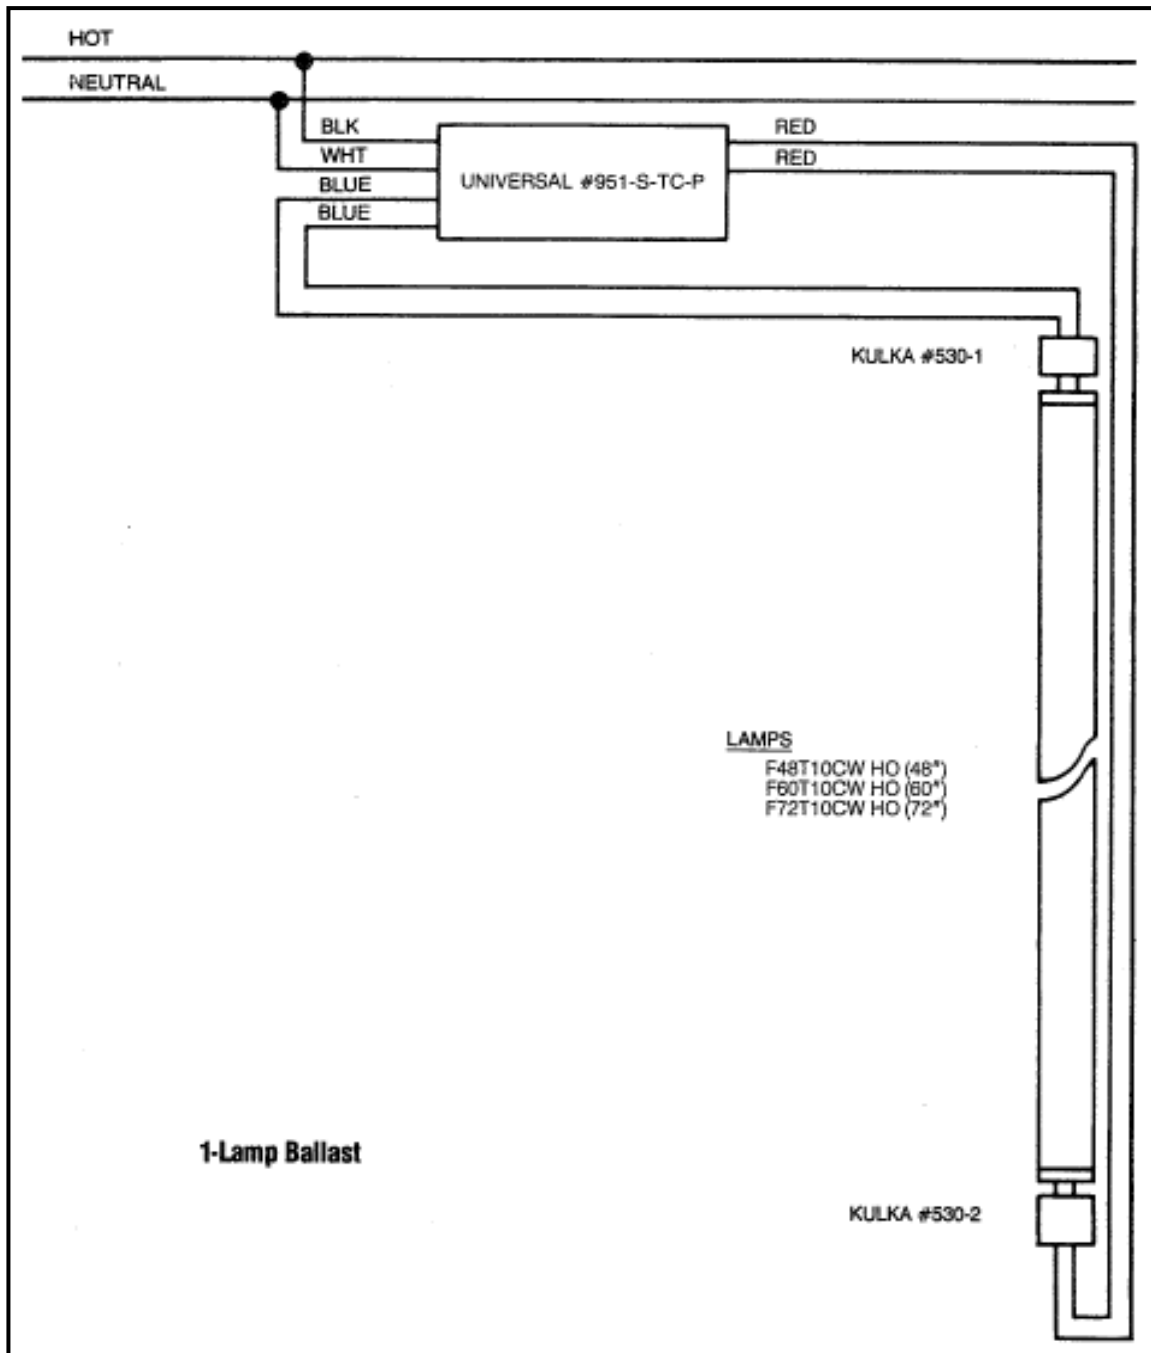 HOT
NEUTRAL
BLK
RED
WHT
RED
UNIVERSAL #951-S-TC-P
BLUE
BLUE
KULKA #530-1
LAMPS
F48T10CW HO (48")
F60T10CW HO (60")
F72T10CW HO (72")
1-Lamp Ballast
KULKA #530-2